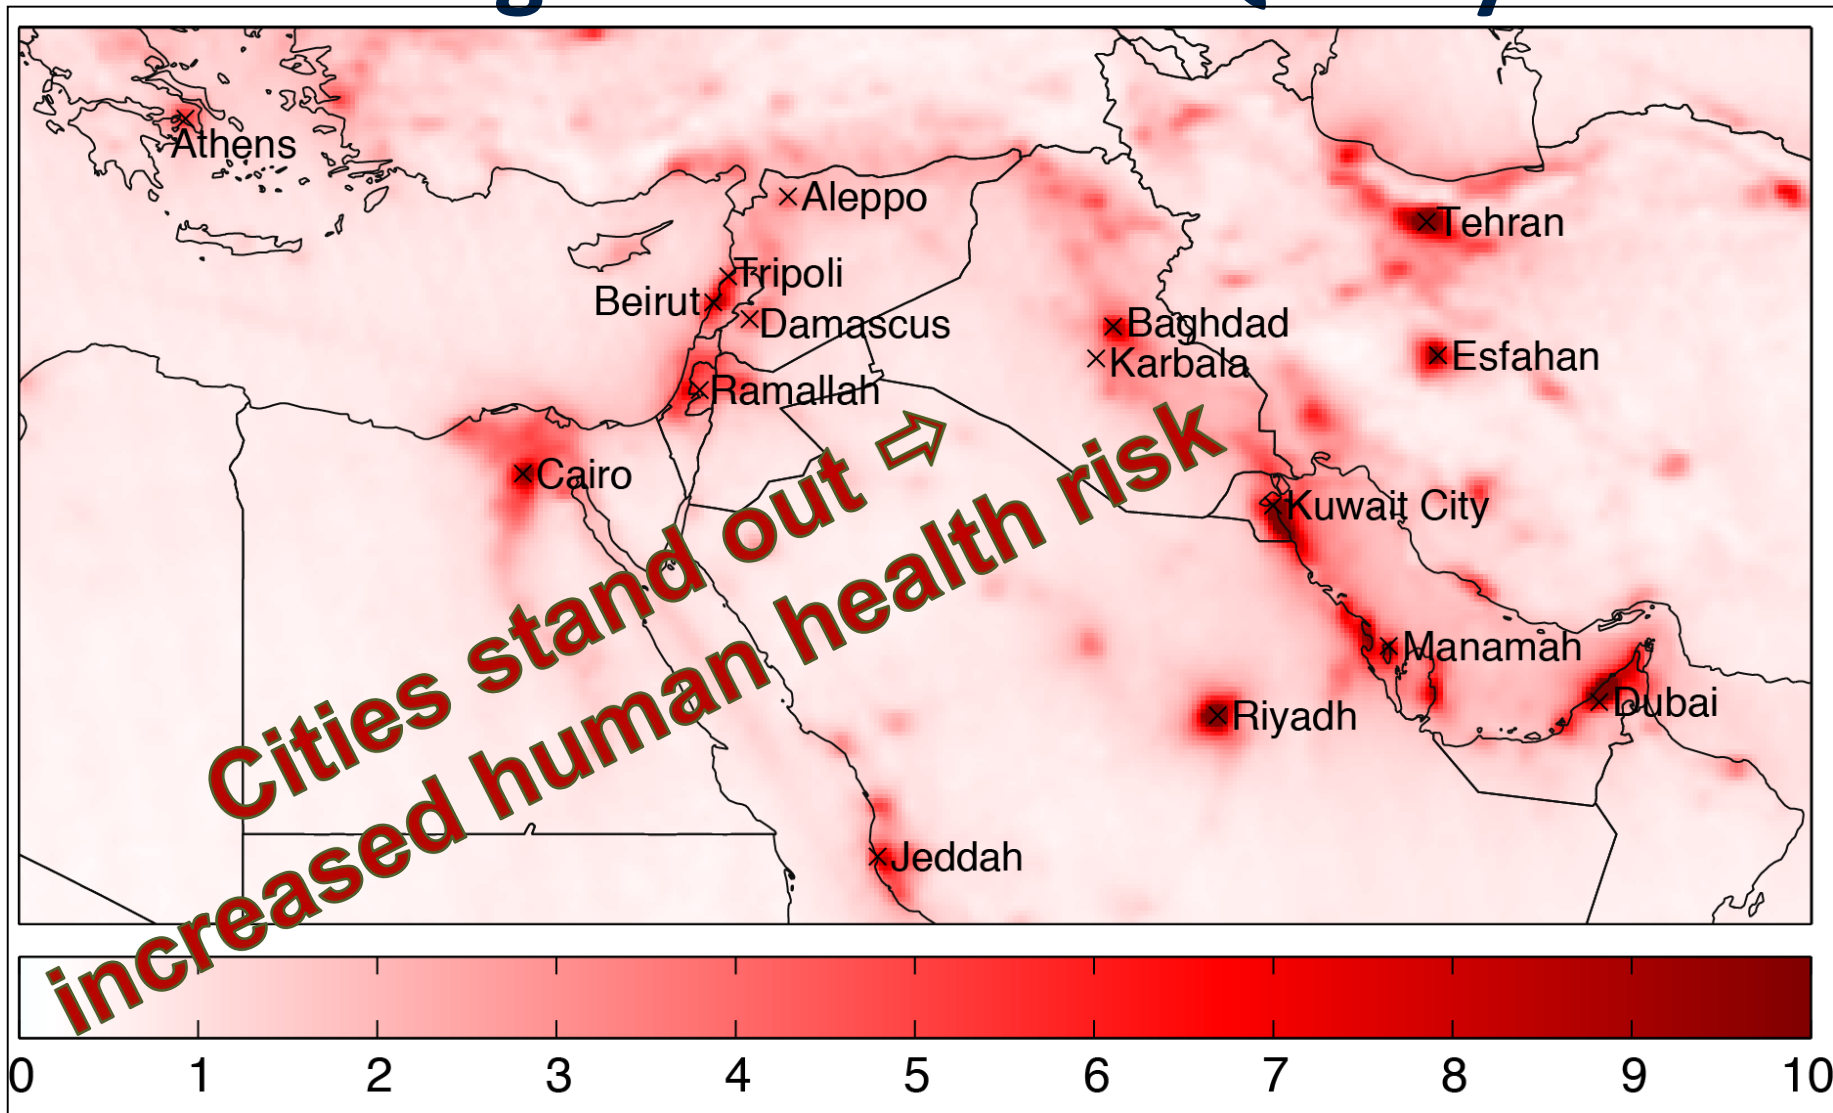 Athens
Aleppo
Tehran
Tripoli
Beirut
Damascus
Baghdad
Karbala
Esfahan
Ramallah
Cairo
Kuwait City
Manamah
Dubai
Riyadh
Jeddah
Cities stand out ⇨
increased human health risk
0 1 2 3 4 5 6 7 8 9 10